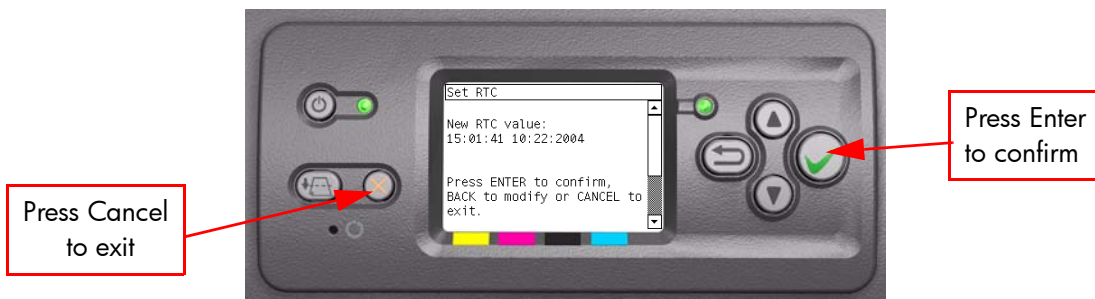 Set RTC
New RTC value:
15:01:41 10:22:2004
Press ENTER to confirm,
BACK to modify or CANCEL to
exit.
Press Enter
to confirm
Press Cancel
to exit